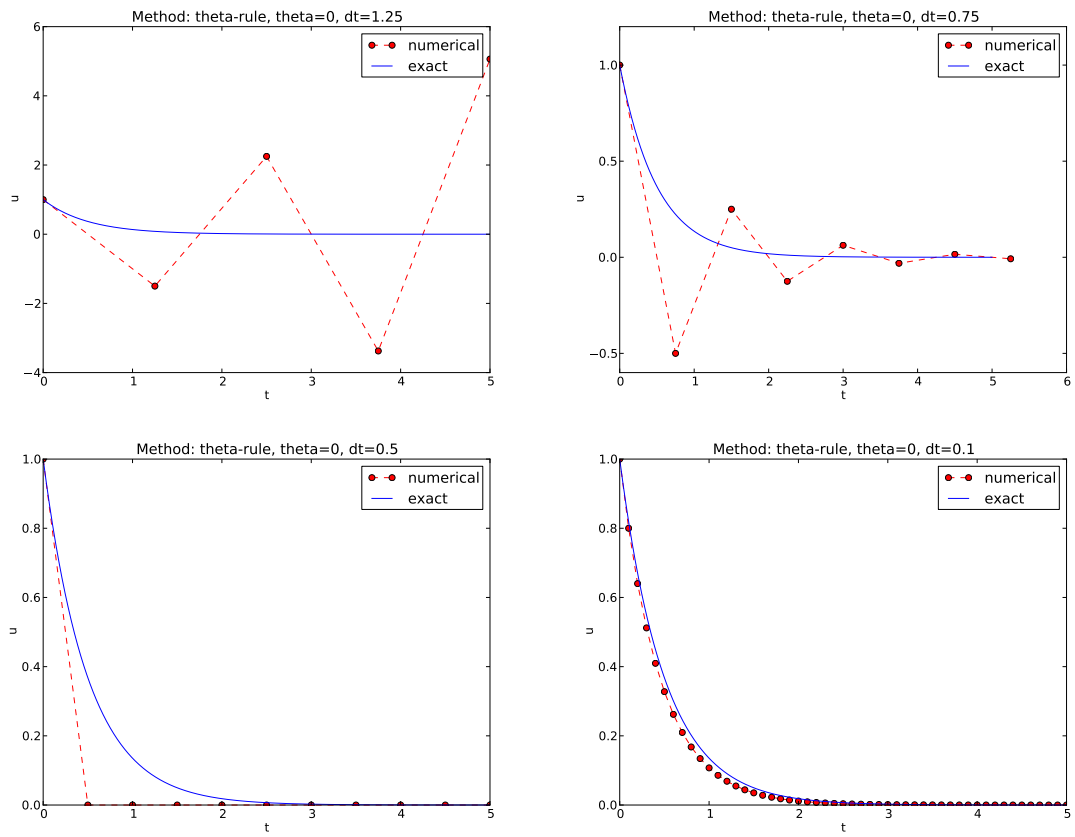 Method: theta-rule, theta=0, dt=1.25
6
4
2
0
−2
−4
0 1 2 3 4 5
u
t
numerical
exact
Method: theta-rule, theta=0, dt=0.75
1.0
0.5
0.0
−0.5
0 1 2 3 4 5 6
u
t
numerical
exact
Method: theta-rule, theta=0, dt=0.5
1.0
0.8
0.6
0.4
0.2
0.0
0 1 2 3 4 5
u
t
numerical
exact
Method: theta-rule, theta=0, dt=0.1
1.0
0.8
0.6
0.4
0.2
0.0
0 1 2 3 4 5
u
t
numerical
exact